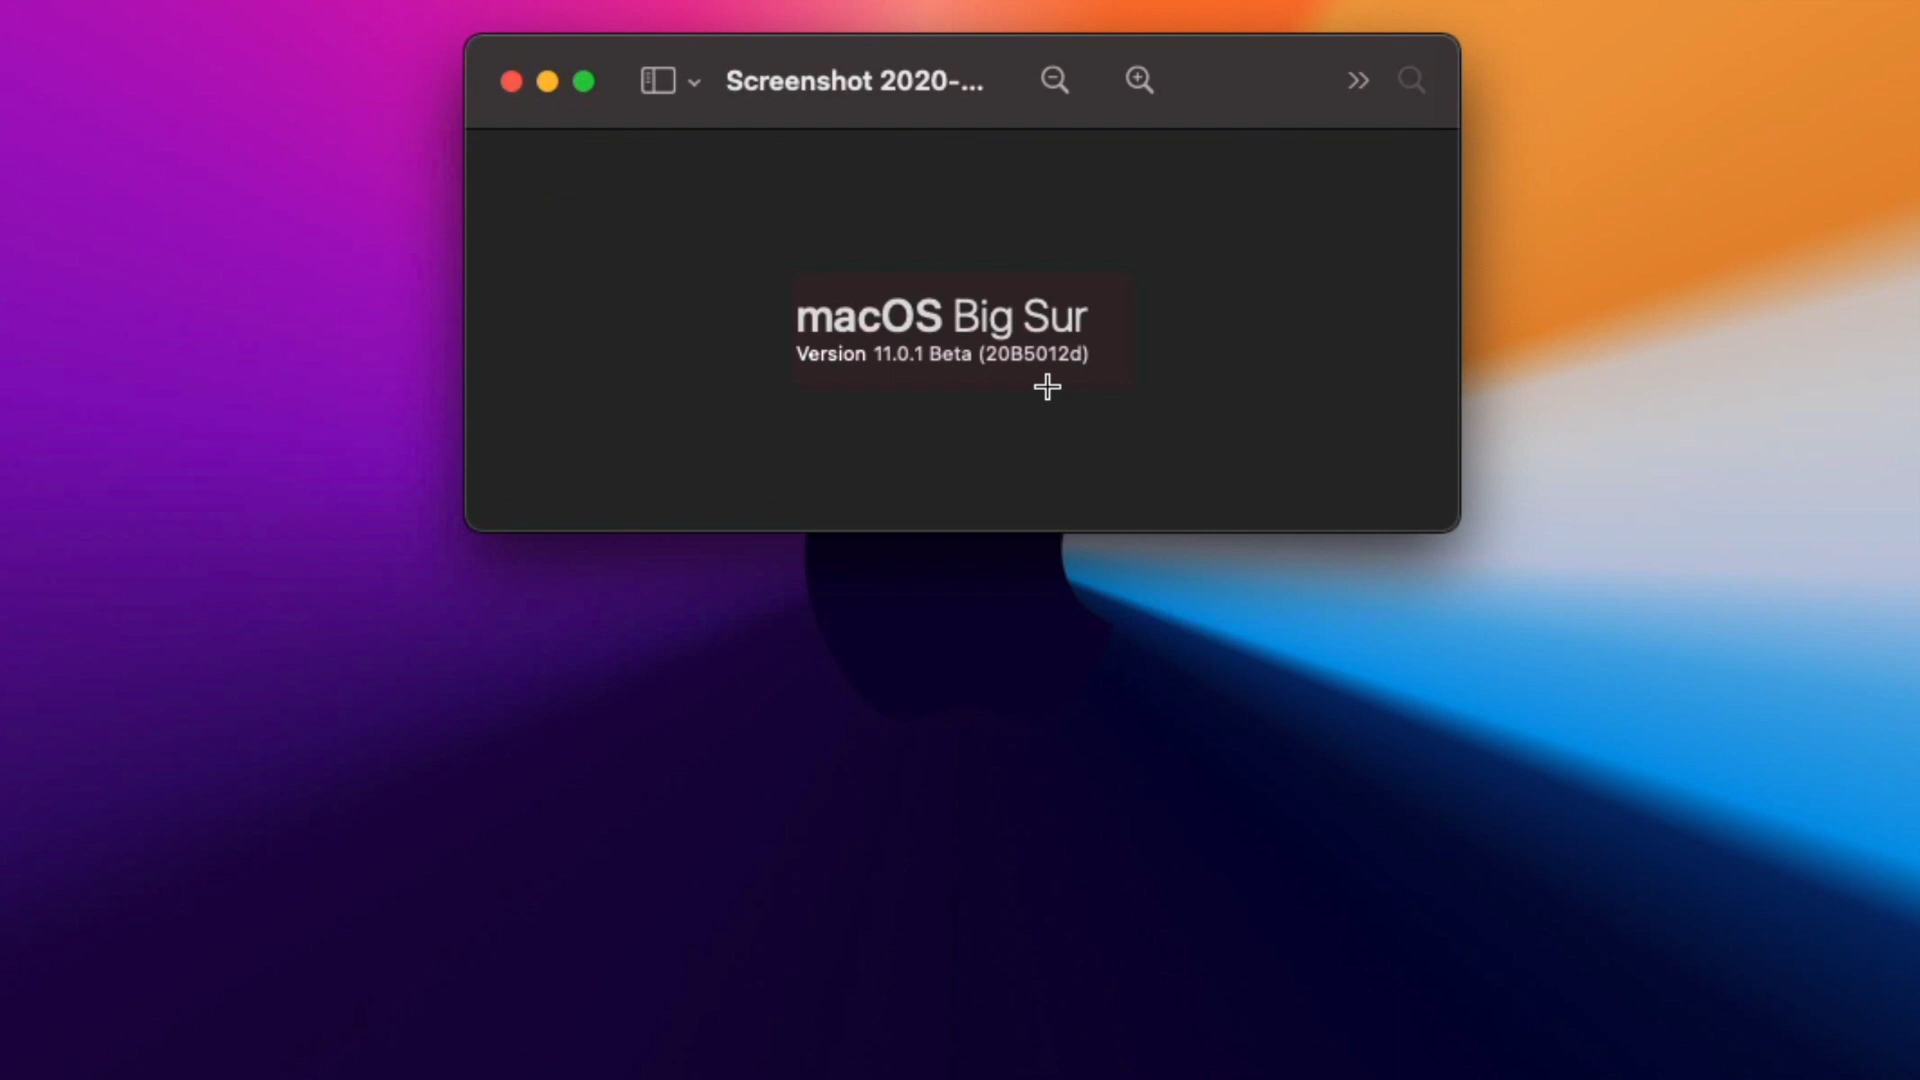 Screenshot 2020-...
macOS Big Sur
Version 11.0.1 Beta (20B5012d)